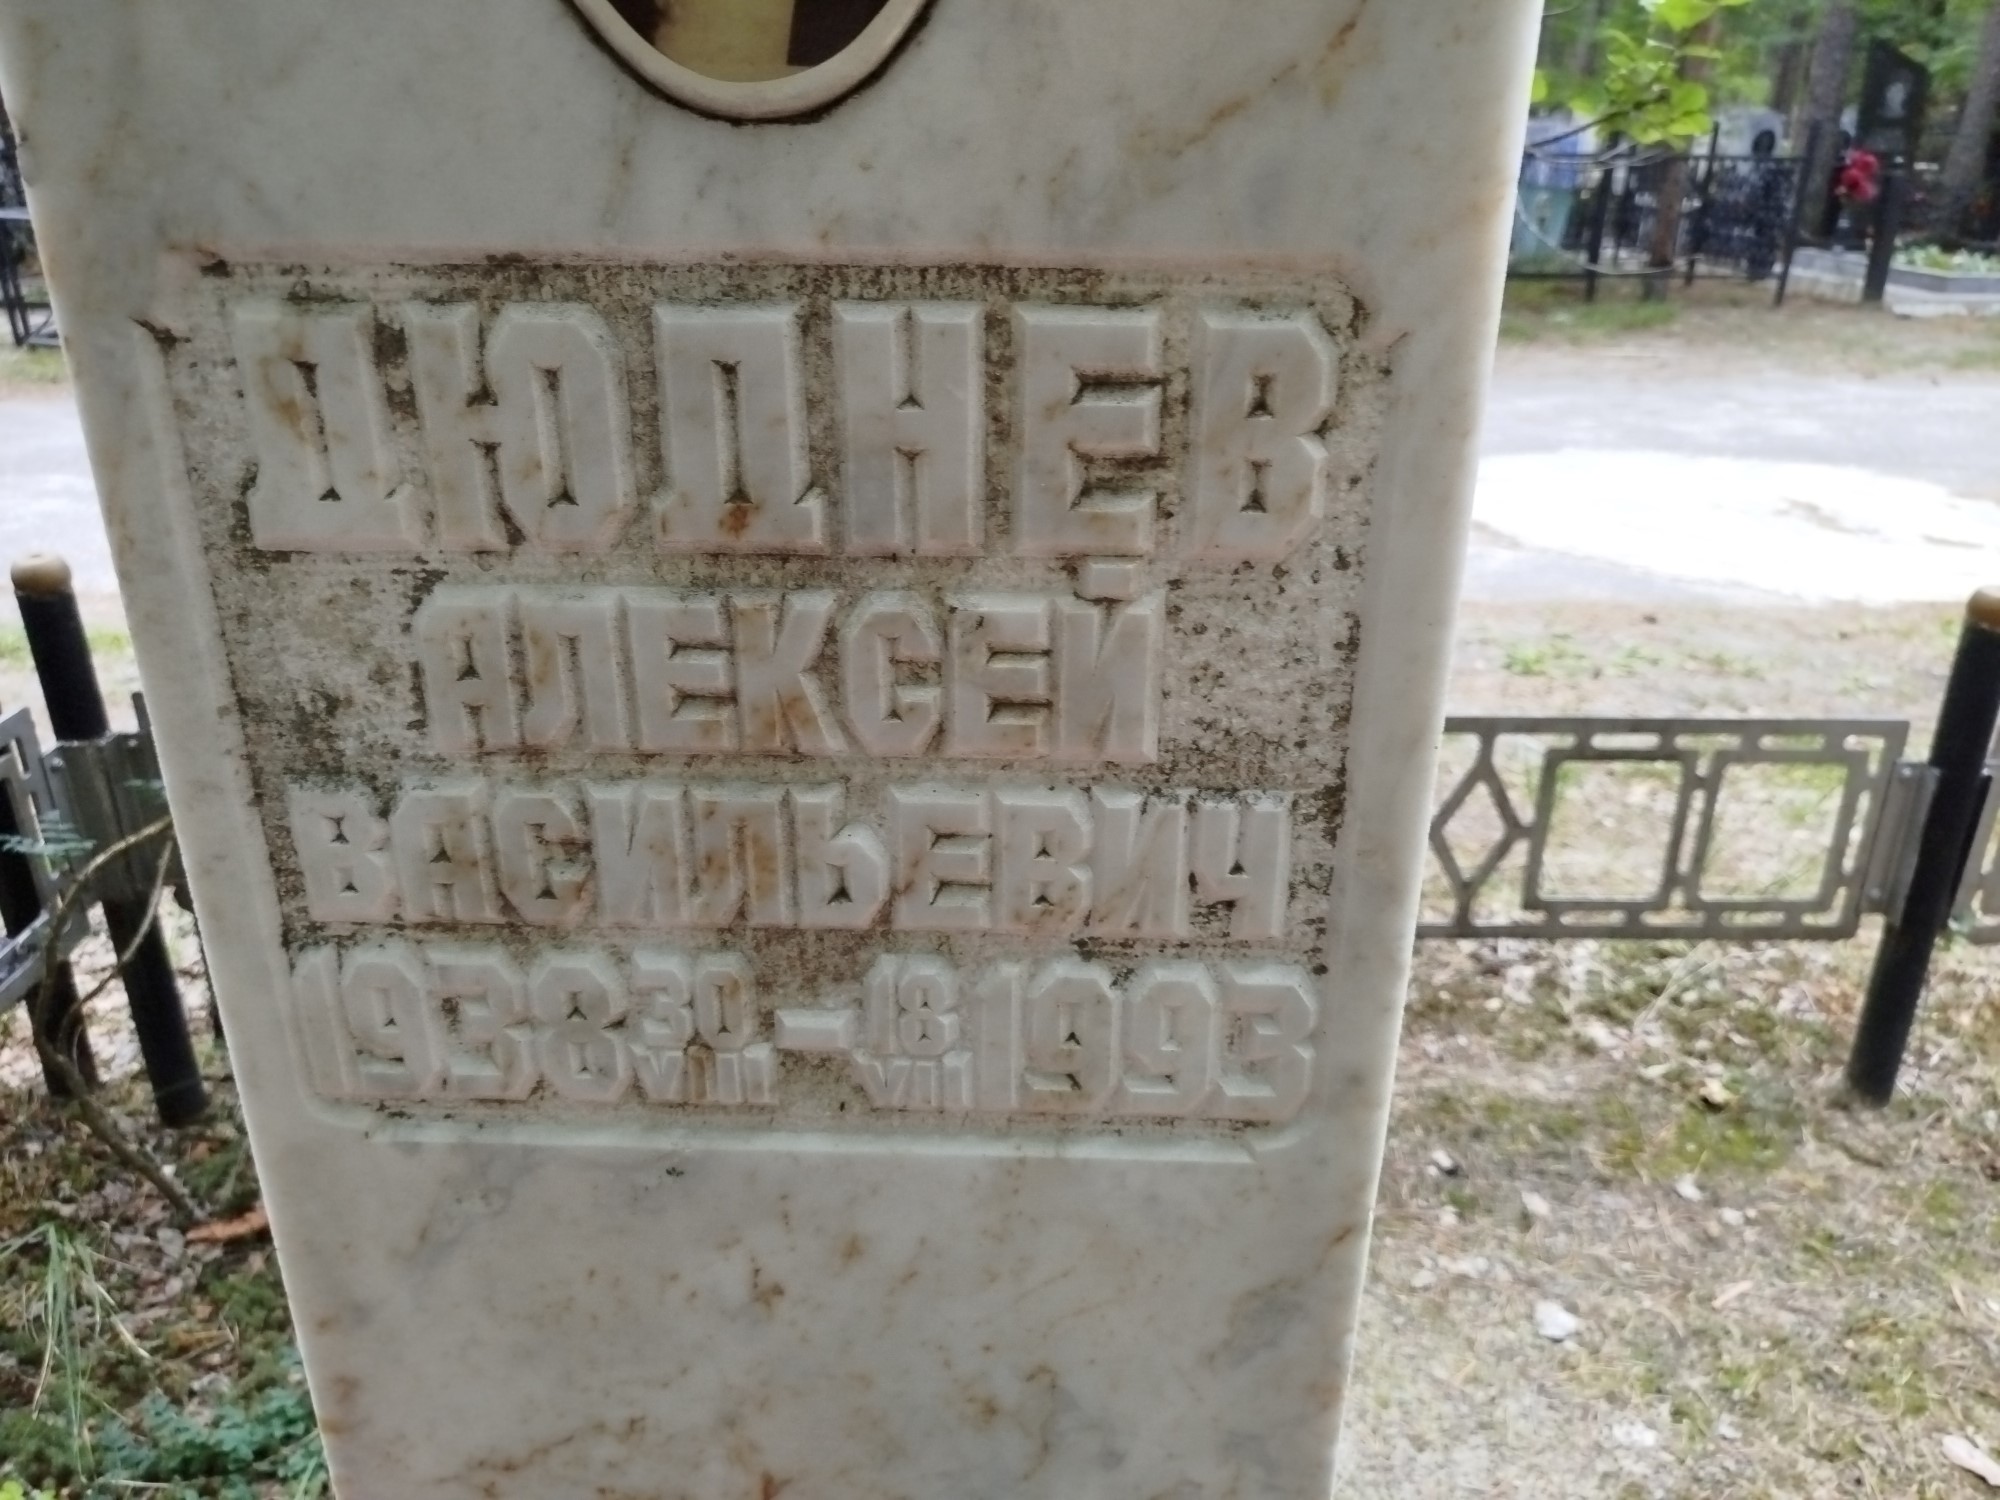 ДЮДНЕВ
АЛЕКСЕЙ
ВАСИЛЬЕВИЧ
1938 30/VIII – 18/VII 1993